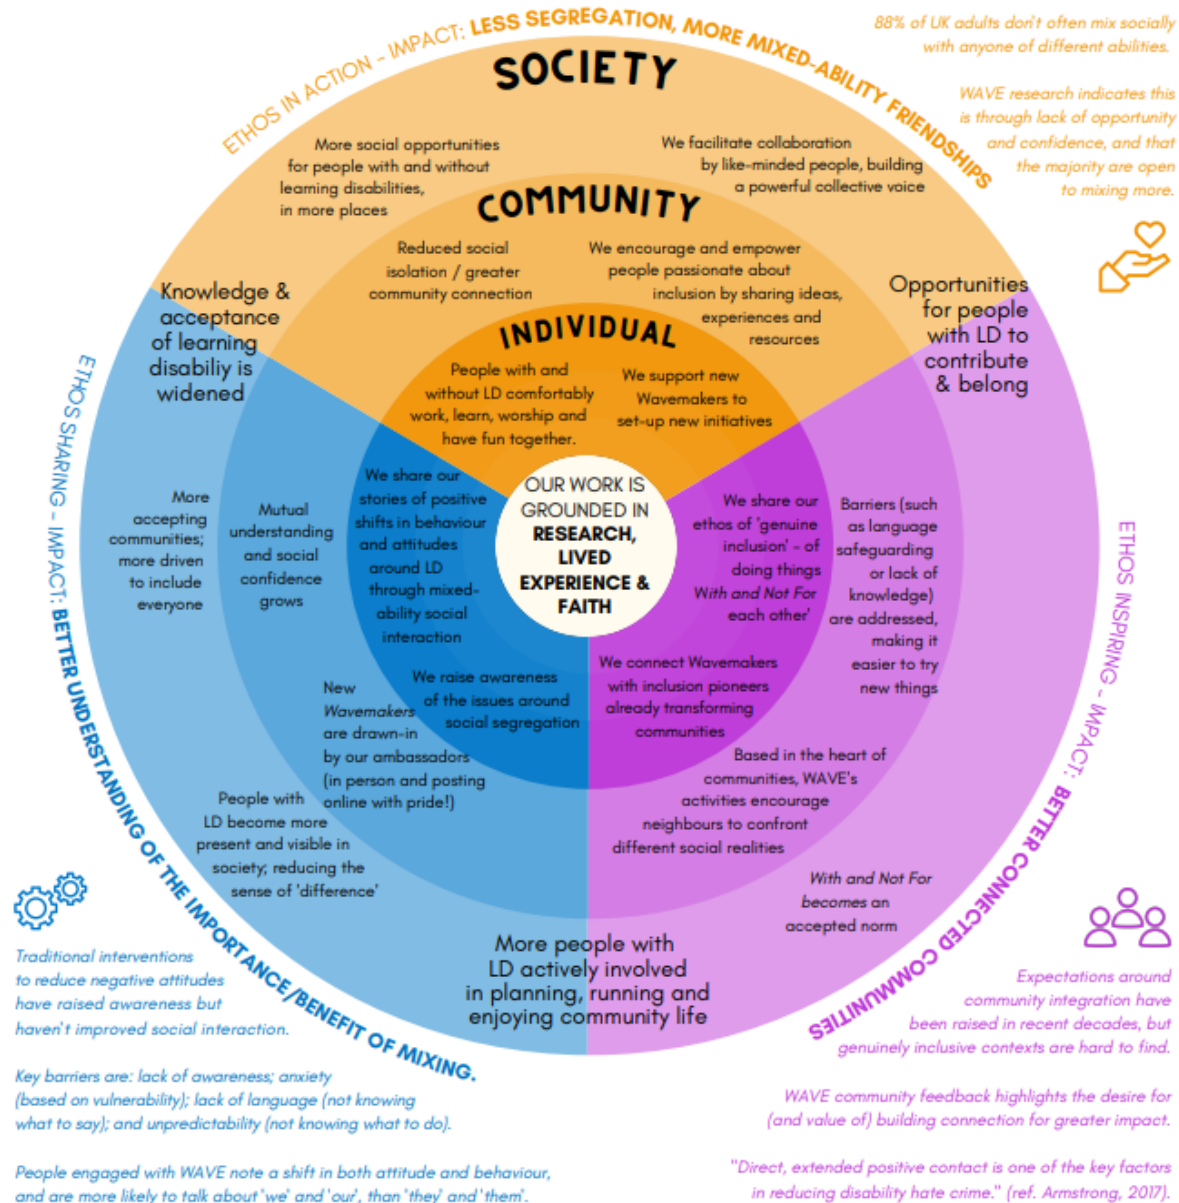 ETHOS IN ACTION - IMPACT: LESS SEGREGATION, MORE MIXED-ABILITY FRIENDSHIPS
88% of UK adults don't often mix socially
with anyone of different abilities.
WAVE research indicates this
is through lack of opportunity
and confidence, and that
the majority are open
to mixing more.
SOCIETY
More social opportunities
for people with and without
learning disabilities,
in more places
We facilitate collaboration
by like-minded people, building
a powerful collective voice
COMMUNITY
Reduced social
isolation / greater
community connection
We encourage and empower
people passionate about
inclusion by sharing ideas,
experiences and
resources
INDIVIDUAL
People with and
without LD comfortably
work, learn, worship and
have fun together.
We support new
Wavemakers to
set-up new initiatives
Knowledge &
acceptance
of learning
disabiliy is
widened
Opportunities
for people
with LD to
contribute
& belong
OUR WORK IS
GROUNDED IN
RESEARCH,
LIVED
EXPERIENCE &
FAITH
ETHOS SHARING - IMPACT: BETTER UNDERSTANDING OF THE IMPORTANCE/BENEFIT OF MIXING.
More
accepting
communities;
more driven
to include
everyone
Mutual
understanding
and social
confidence
grows
We share our
stories of positive
shifts in behaviour
and attitudes
around LD
through mixed-
ability social
interaction
We raise awareness
of the issues around
social segregation
New
Wavemakers
are drawn-in
by our ambassadors
(in person and posting
online with pride!)
People with
LD become more
present and visible in
society; reducing the
sense of 'difference'
We share our
ethos of 'genuine
inclusion' - of
doing things
With and Not For
each other'
Barriers (such
as language
safeguarding
or lack of
knowledge)
are addressed,
making it
easier to try
new things
We connect Wavemakers
with inclusion pioneers
already transforming
communities
Based in the heart of
communities, WAVE's
activities encourage
neighbours to confront
different social realities
With and Not For
becomes an
accepted norm
More people with
LD actively involved
in planning, running and
enjoying community life
ETHOS INSPIRING - IMPACT: BETTER CONNECTED COMMUNITIES
Traditional interventions
to reduce negative attitudes
have raised awareness but
haven't improved social interaction.
Key barriers are: lack of awareness; anxiety
(based on vulnerability); lack of language (not knowing
what to say); and unpredictability (not knowing what to do).
People engaged with WAVE note a shift in both attitude and behaviour,
and are more likely to talk about 'we' and 'our', than 'they' and 'them'.
Expectations around
community integration have
been raised in recent decades, but
genuinely inclusive contexts are hard to find.
WAVE community feedback highlights the desire for
(and value of) building connection for greater impact.
"Direct, extended positive contact is one of the key factors
in reducing disability hate crime." (ref. Armstrong, 2017).